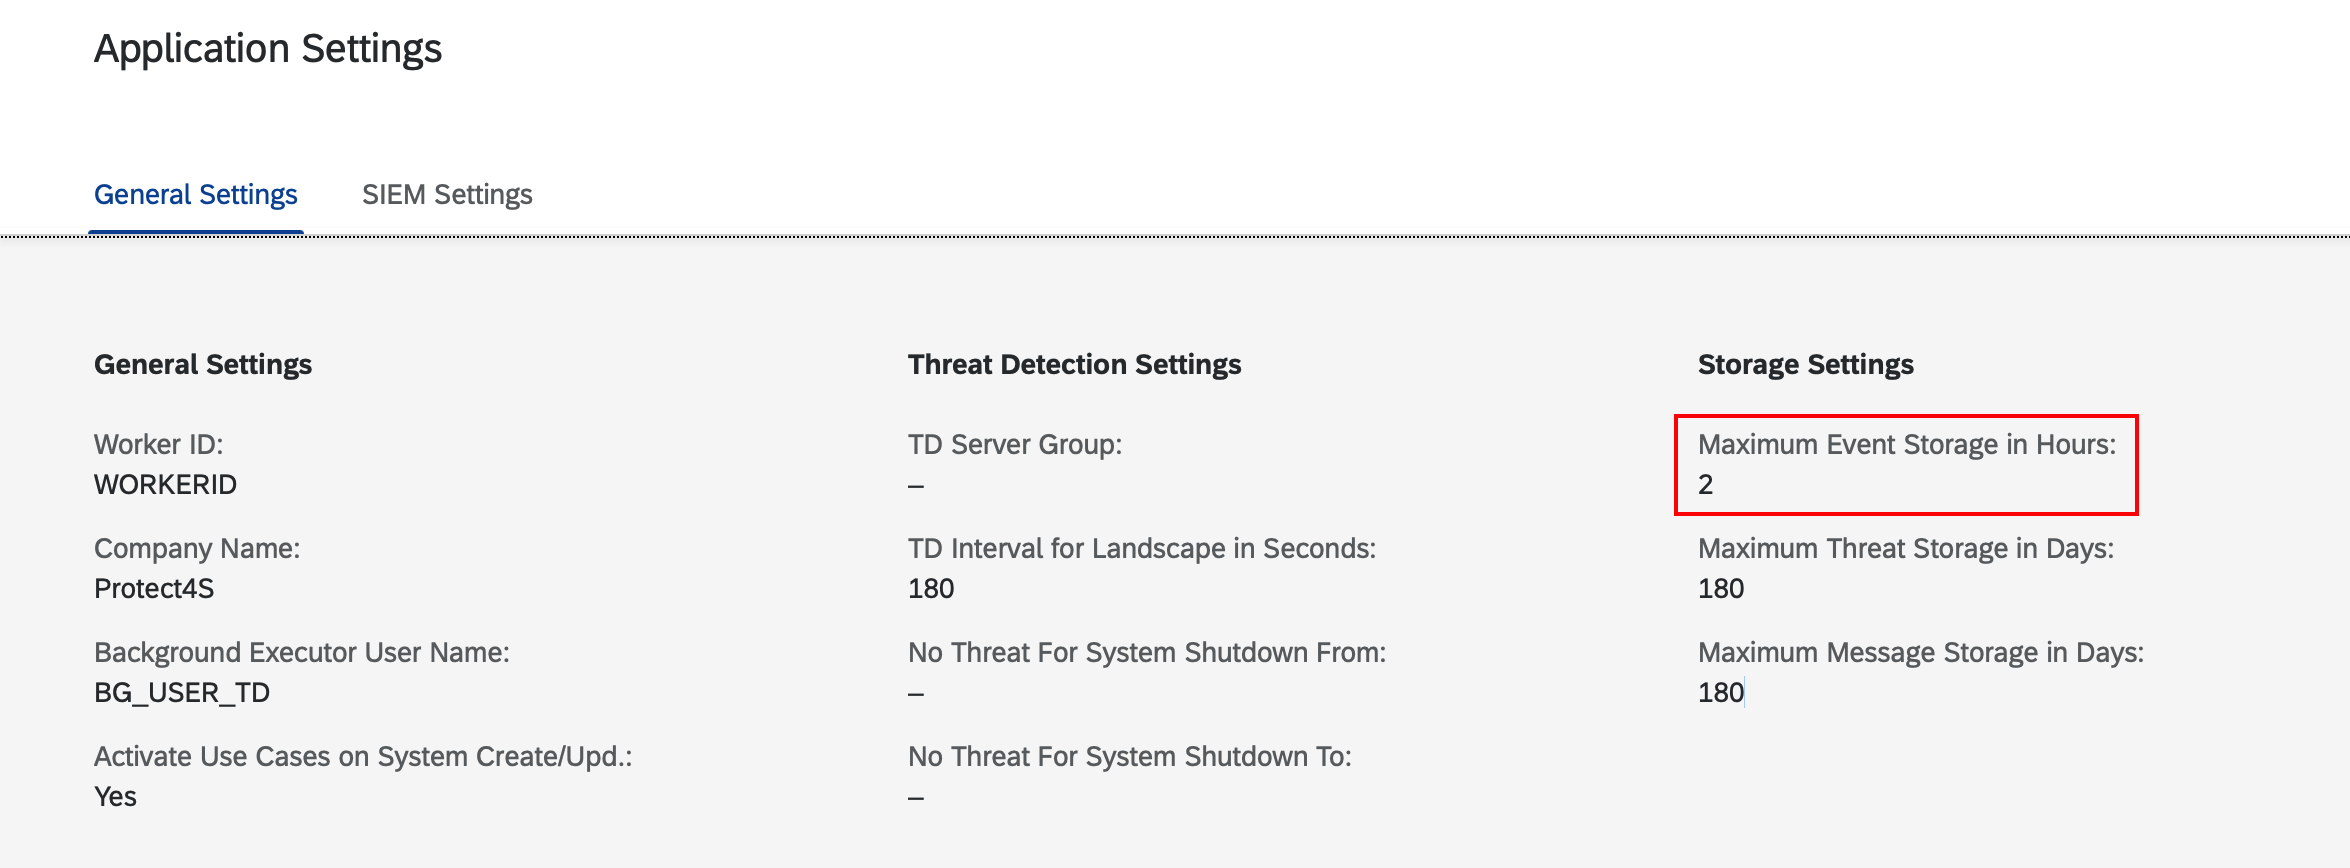 Application Settings
General Settings
SIEM Settings
General Settings
Worker ID:
WORKERID
Company Name:
Protect4S
Background Executor User Name:
BG_USER_TD
Activate Use Cases on System Create/Upd.:
Yes
Threat Detection Settings
TD Server Group:
–
TD Interval for Landscape in Seconds:
180
No Threat For System Shutdown From:
–
No Threat For System Shutdown To:
–
Storage Settings
Maximum Event Storage in Hours:
2
Maximum Threat Storage in Days:
180
Maximum Message Storage in Days:
180